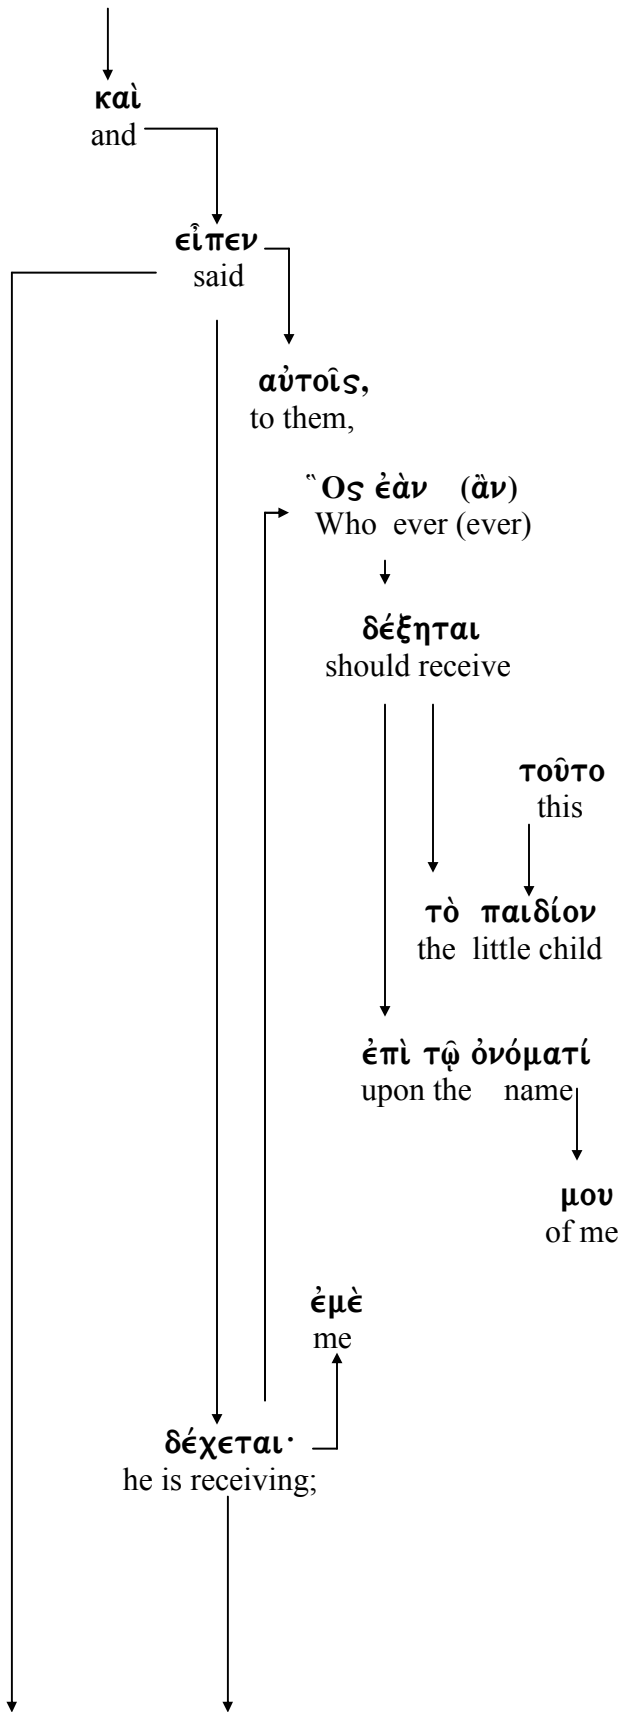 καὶ
and
εἶπεν
said
αὐτοῖς,
to them,
Ὃς ἐὰν (ἂν)
Who ever (ever)
δέξηται
should receive
τοῦτο
this
τὸ παιδίον
the little child
ἐπὶ τῷ ὀνόματί
upon the name
μου
of me
ἐμὲ
me
δέχεται·
he is receiving;